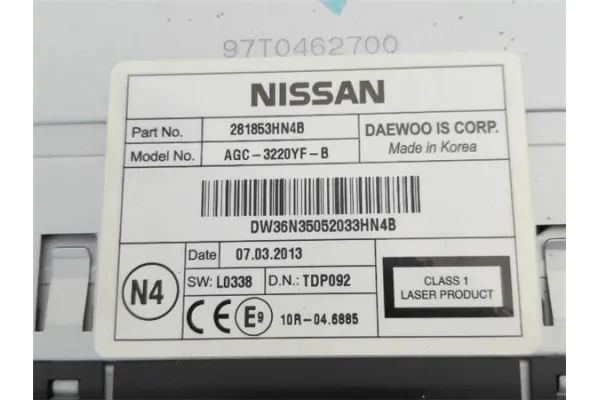 97T0462700
NISSAN
Part No. 281853HN4B
DAEWOO IS CORP.
Made in Korea
Model No. AGC-3220YF-B
DW36N35052033HN4B
N4
Date 07.03.2013
SW: L0338 D.N.: TDP092
CE E9 10R-04.6885
CLASS 1
LASER PRODUCT